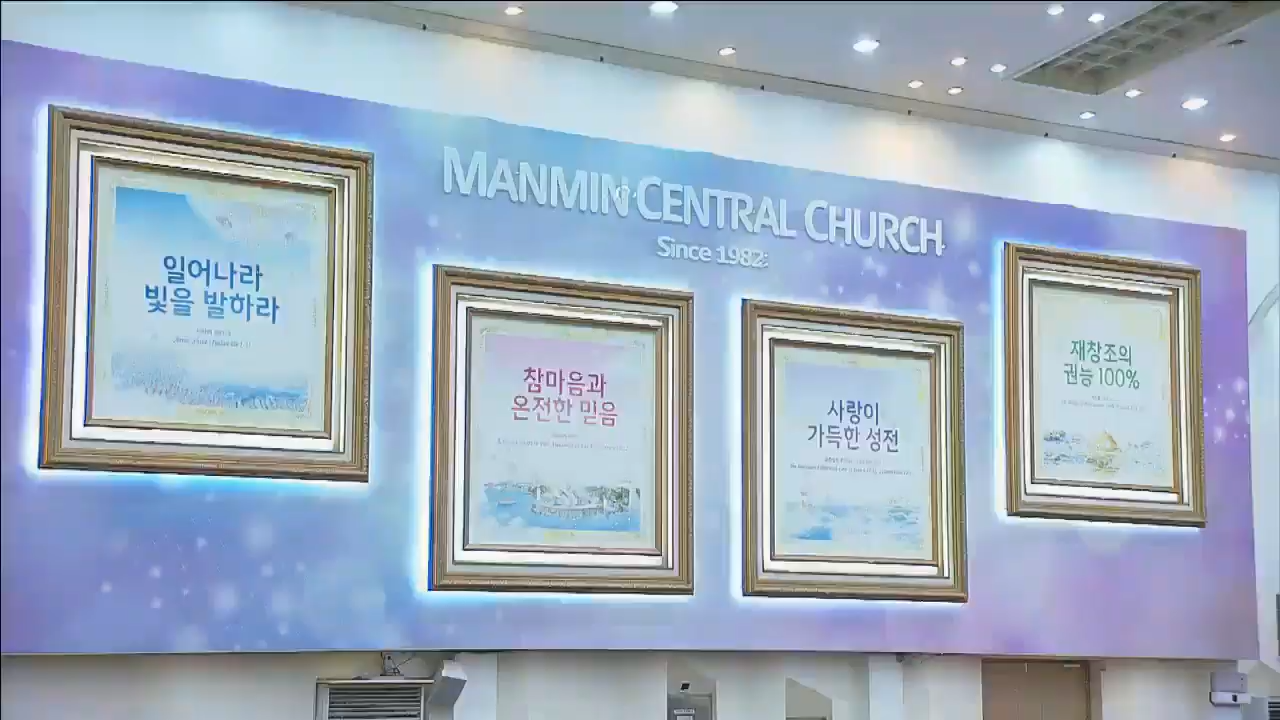 MANMIN CENTRAL CHURCH
Since 1982
일어나라
빛을 발하라
참마음과
온전한 믿음
사랑이
가득한 성전
재창조의
권능 100%